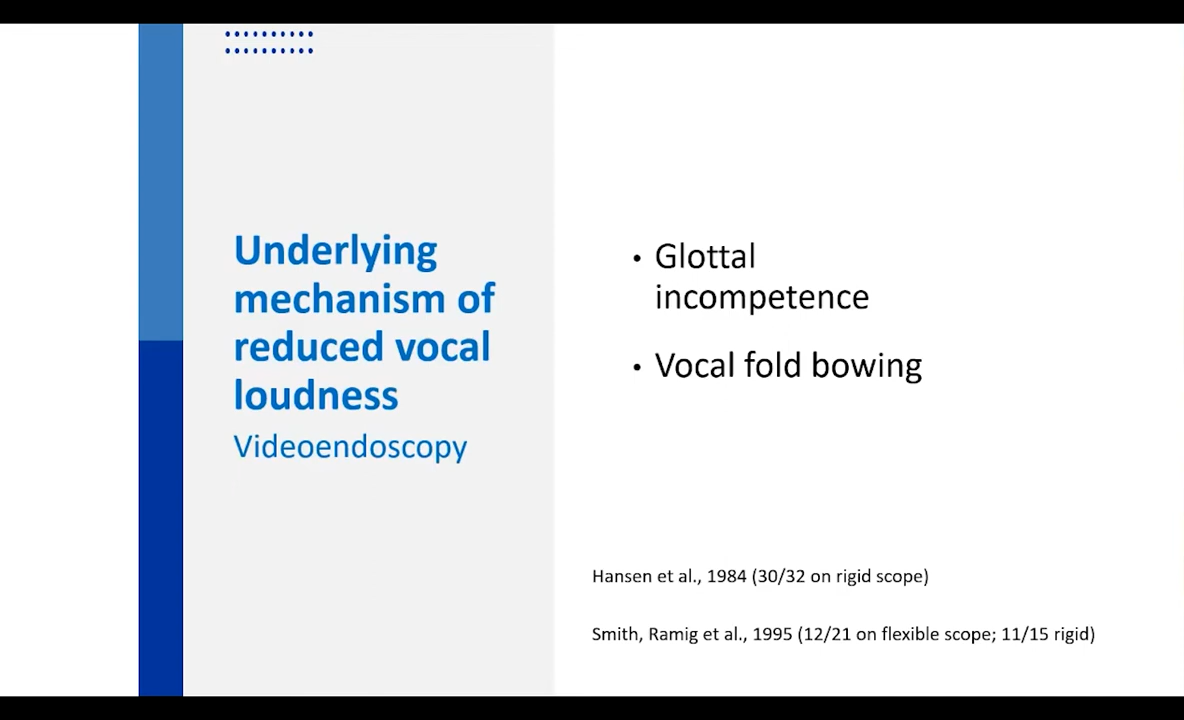 Underlying
mechanism of
reduced vocal
loudness
Videoendoscopy
• Glottal
incompetence
• Vocal fold bowing
Hansen et al., 1984 (30/32 on rigid scope)
Smith, Ramig et al., 1995 (12/21 on flexible scope; 11/15 rigid)